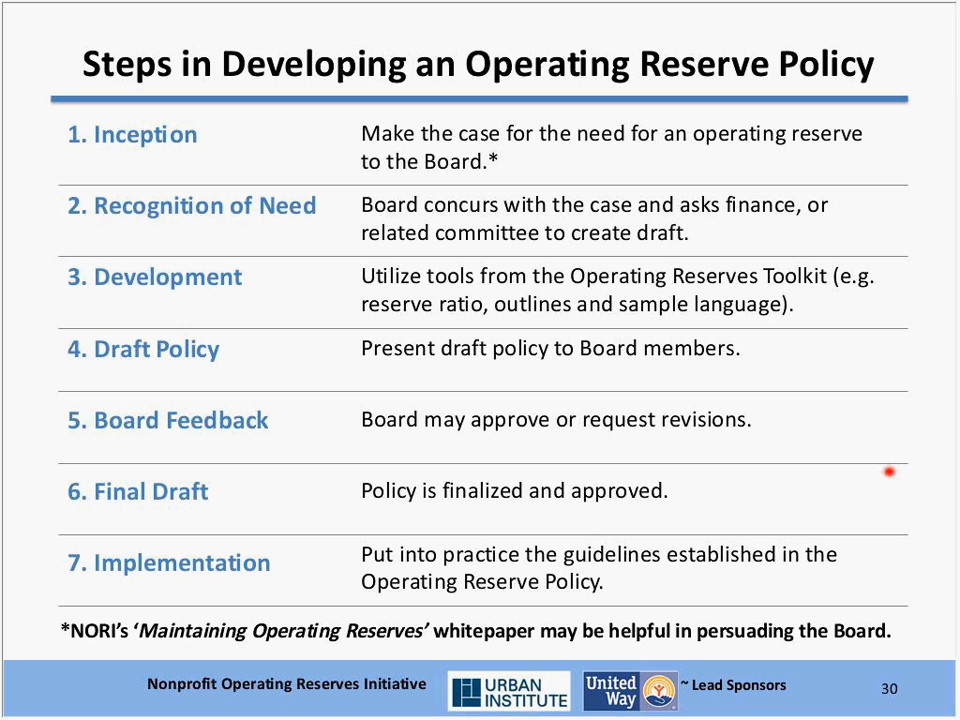 Steps in Developing an Operating Reserve Policy
1. Inception
Make the case for the need for an operating reserve
to the Board.*
2. Recognition of Need
Board concurs with the case and asks finance, or
related committee to create draft.
3. Development
Utilize tools from the Operating Reserves Toolkit (e.g.
reserve ratio, outlines and sample language).
4. Draft Policy
Present draft policy to Board members.
5. Board Feedback
Board may approve or request revisions.
6. Final Draft
Policy is finalized and approved.
7. Implementation
Put into practice the guidelines established in the
Operating Reserve Policy.
*NORI’s ‘Maintaining Operating Reserves’ whitepaper may be helpful in persuading the Board.
Nonprofit Operating Reserves Initiative
URBAN
INSTITUTE
United
Way
~ Lead Sponsors
30